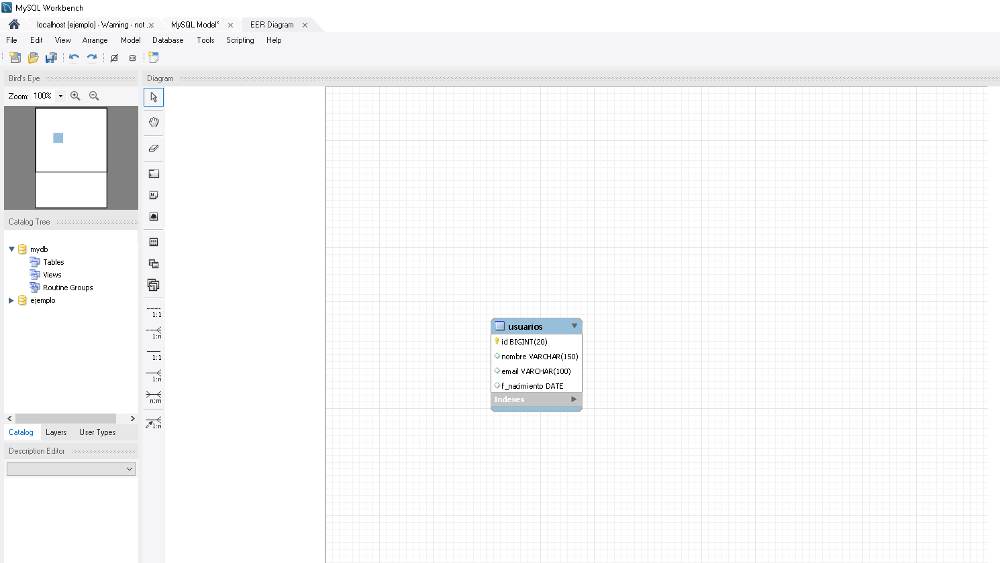 MySQL Workbench
localhost (ejemplo) - Warning - not ...
MySQL Model*
EER Diagram
File Edit View Arrange Model Database Tools Scripting Help
Bird's Eye
Diagram
Zoom: 100%
Catalog Tree
mydb
Tables
Views
Routine Groups
ejemplo
Catalog Layers User Types
Description Editor
L
N
1:1
1:n
1:1
1:n
n:m
1:n
usuarios
id BIGINT(20)
nombre VARCHAR(150)
email VARCHAR(100)
f_nacimiento DATE
Indexes